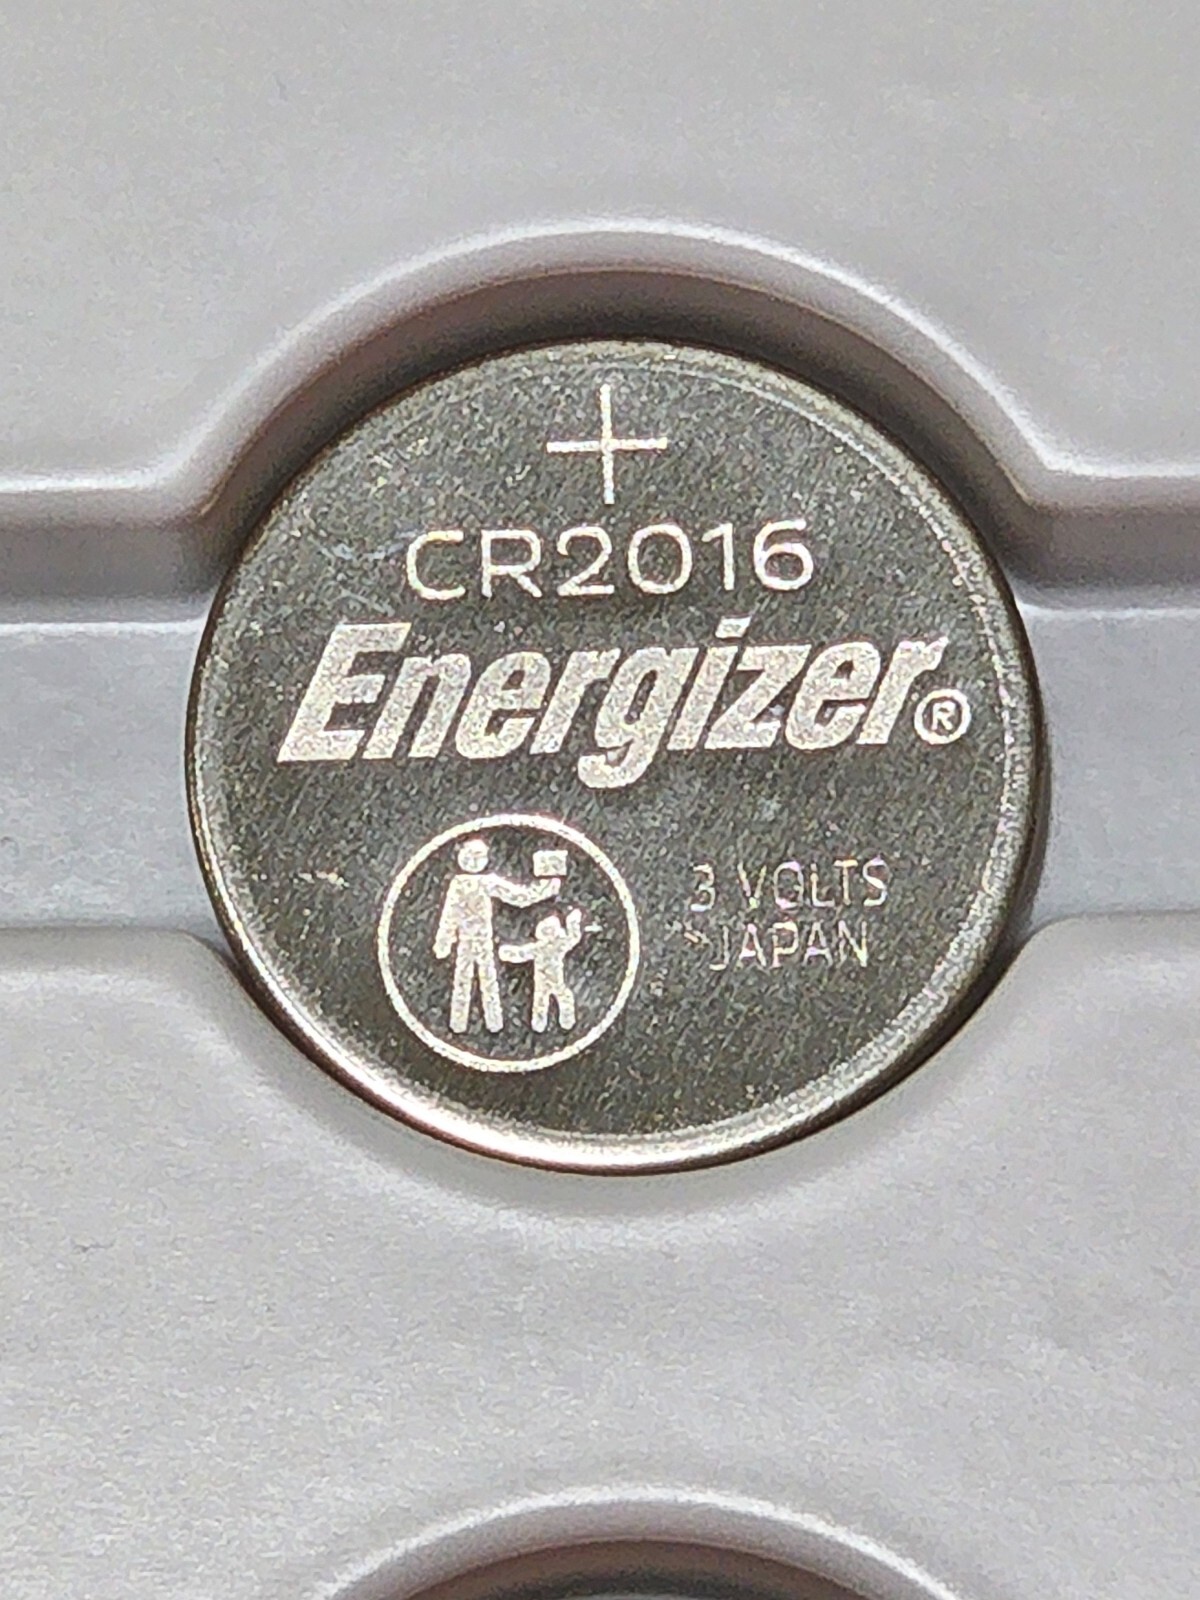 +
CR2016
Energizer®
3 VOLTS
JAPAN